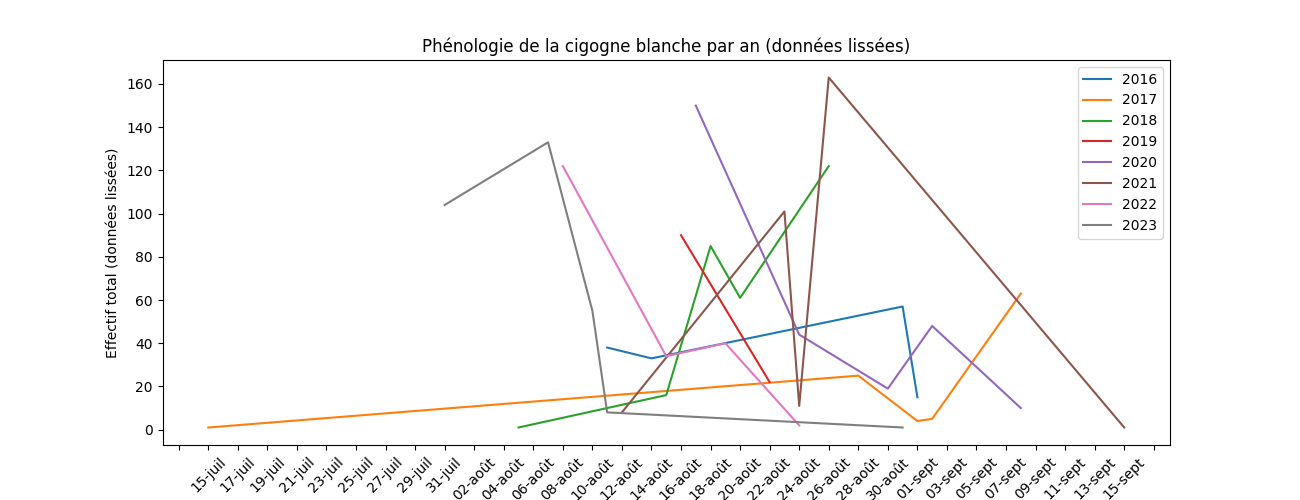 Phénologie de la cigogne blanche par an (données lissées)
Effectif total (données lissées)
160
140
120
100
80
60
40
20
0
2016
2017
2018
2019
2020
2021
2022
2023
15-juil
17-juil
19-juil
21-juil
23-juil
25-juil
27-juil
29-juil
31-juil
02-août
04-août
06-août
08-août
10-août
12-août
14-août
16-août
18-août
20-août
22-août
24-août
26-août
28-août
30-août
01-sept
03-sept
05-sept
07-sept
09-sept
11-sept
13-sept
15-sept